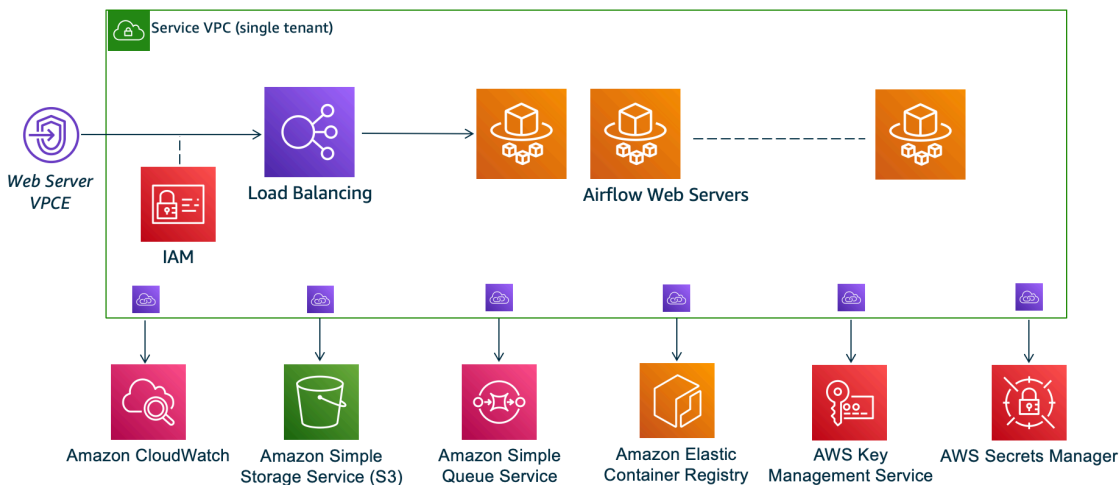 Service VPC (single tenant)
Web Server
VPCE
Load Balancing
Airflow Web Servers
IAM
Amazon CloudWatch
Amazon Simple
Storage Service (S3)
Amazon Simple
Queue Service
Amazon Elastic
Container Registry
AWS Key
Management Service
AWS Secrets Manager